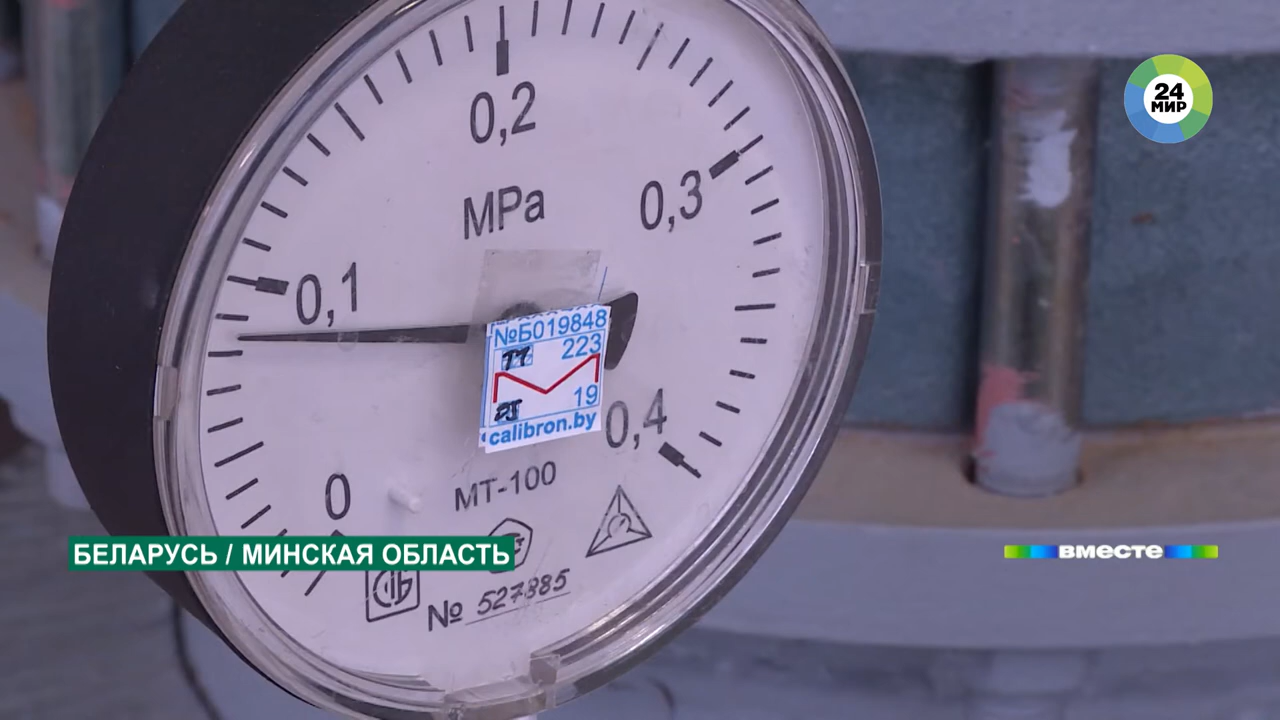 24
МИР
0,2
MPa
0,3
0,1
№Б019848
223
19
calibron.by
0,4
0
МТ-100
БЕЛАРУСЬ / МИНСКАЯ ОБЛАСТЬ
вместе
№ 527885